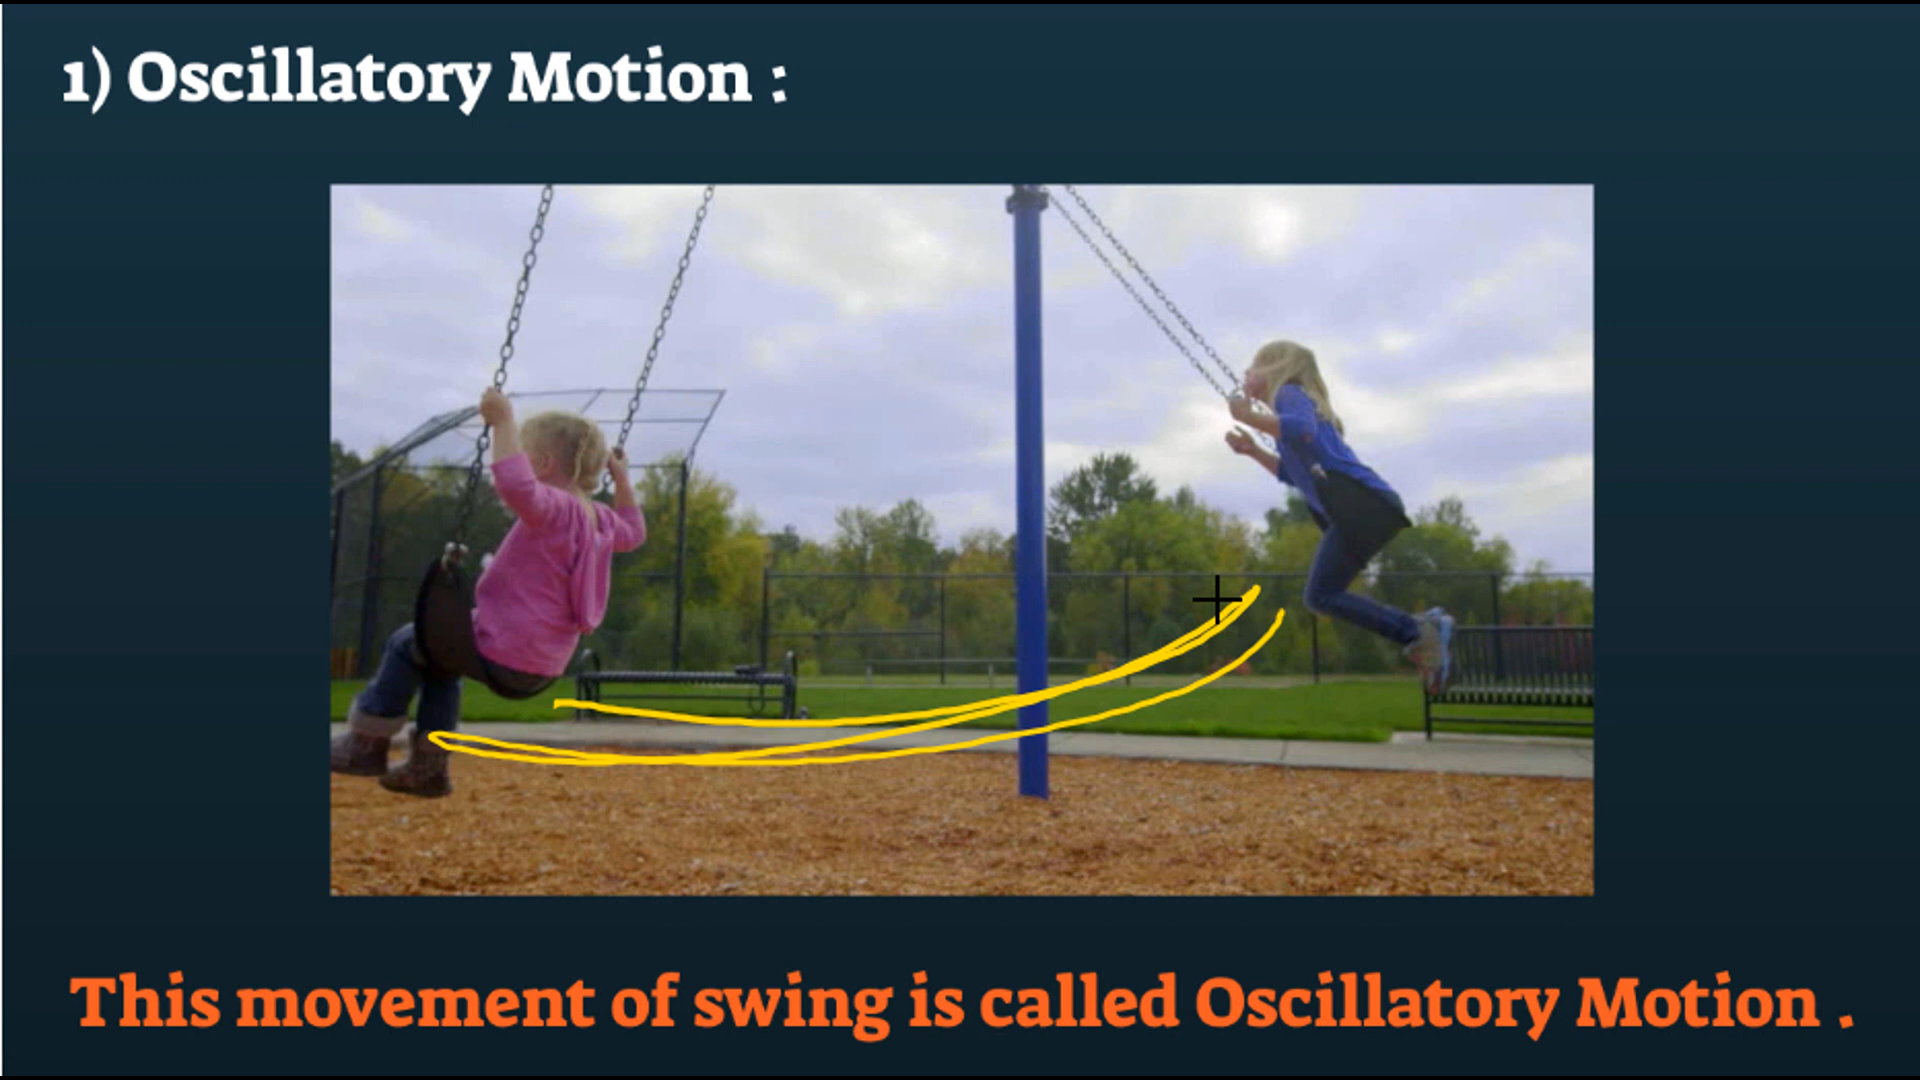 1) Oscillatory Motion :
This movement of swing is called Oscillatory Motion .